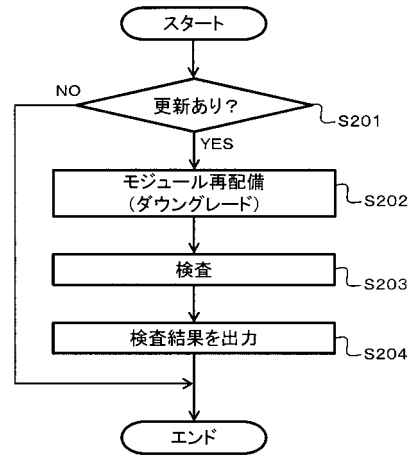 スタート
NO
更新あり?
S201
YES
モジュール再配備
(ダウングレード)
S202
検査
S203
検査結果を出力
S204
エンド